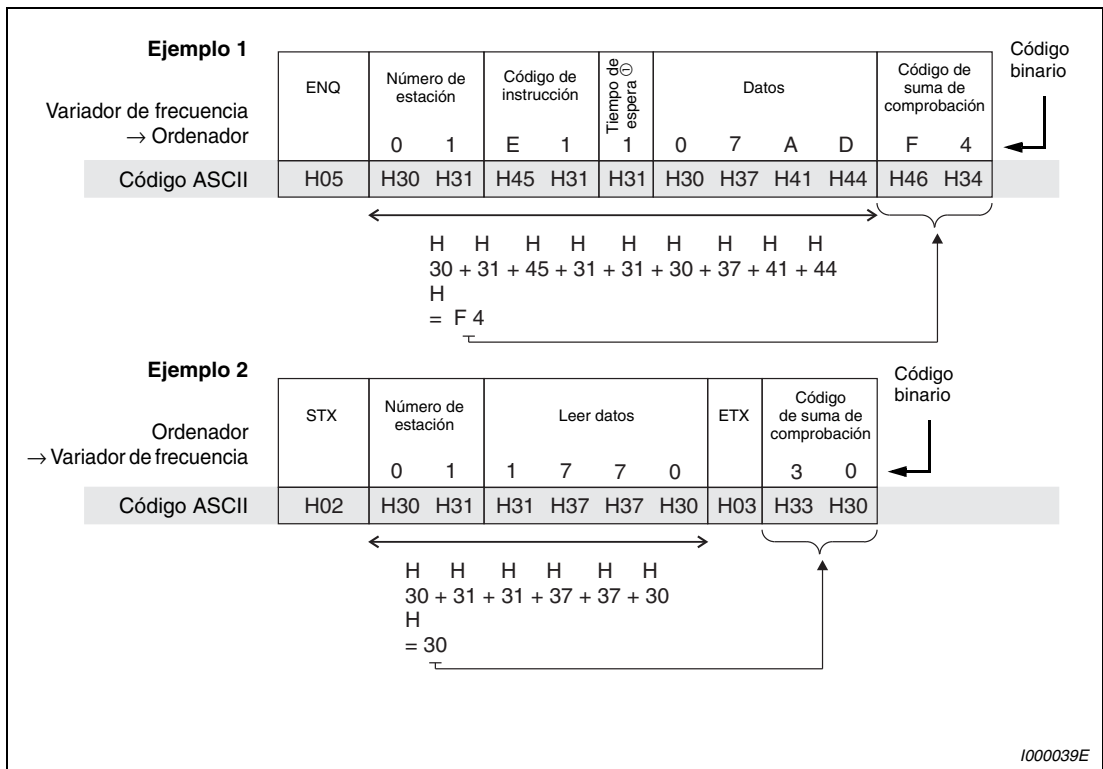 Ejemplo 1
Variador de frecuencia
→ Ordenador
ENQ
Número de
estación
Código de
instrucción
Tiempo de
espera ①
Datos
Código de
suma de
comprobación
Código
binario
0 1 E 1 1 0 7 A D F 4
Código ASCII H05 H30 H31 H45 H31 H31 H30 H37 H41 H44 H46 H34
H H H H H H H H H
30 + 31 + 45 + 31 + 31 + 30 + 37 + 41 + 44
H
= F 4
Ejemplo 2
Ordenador
→ Variador de frecuencia
STX
Número de
estación
Leer datos
ETX
Código
de suma de
comprobación
Código
binario
0 1 1 7 7 0 3 0
Código ASCII H02 H30 H31 H31 H37 H37 H30 H03 H33 H30
H H H H H H
30 + 31 + 31 + 37 + 37 + 30
H
= 30
I000039E